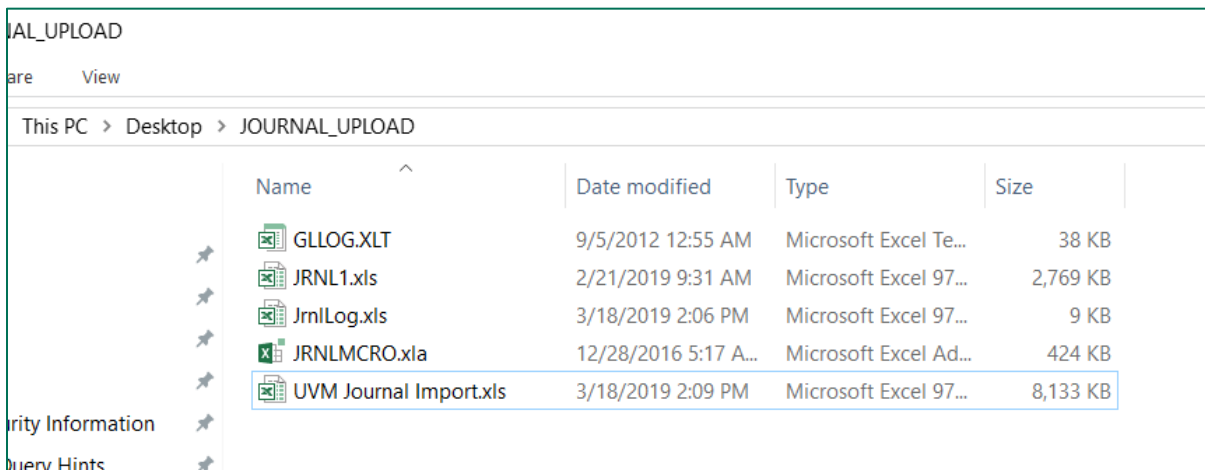 IAL_UPLOAD
are View
This PC > Desktop > JOURNAL_UPLOAD
Name Date modified Type Size
GLLOG.XLT 9/5/2012 12:55 AM Microsoft Excel Te... 38 KB
JRNL1.xls 2/21/2019 9:31 AM Microsoft Excel 97... 2,769 KB
JrnlLog.xls 3/18/2019 2:06 PM Microsoft Excel 97... 9 KB
JRNLMCRO.xla 12/28/2016 5:17 A... Microsoft Excel Ad... 424 KB
UVM Journal Import.xls 3/18/2019 2:09 PM Microsoft Excel 97... 8,133 KB
urity Information
Query Hints